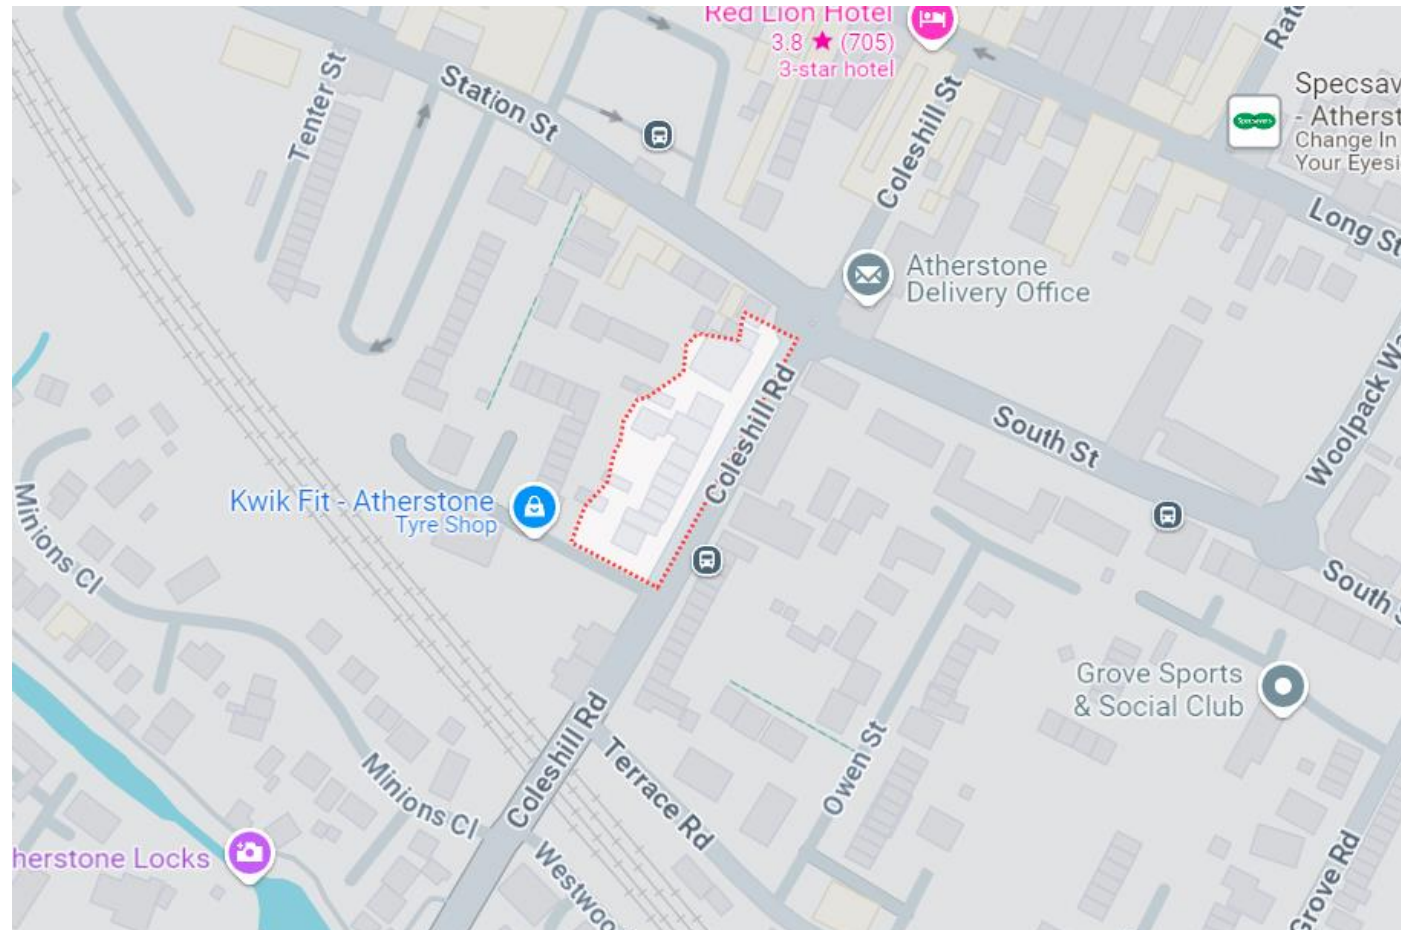 Red Lion Hotel
3.8 ★ (705)
3-star hotel
Tenter St
Station St
Coleshill St
Specsav
- Atherst
Change In
Your Eyesi
Long St
Atherstone
Delivery Office
Woolpack Wa
South St
Coleshill Rd
Kwik Fit - Atherstone
Tyre Shop
Minions Cl
South S
Grove Sports
& Social Club
Coleshill Rd
Terrace Rd
Owen St
Minions Cl
herstone Locks
Westwoo
Grove Rd